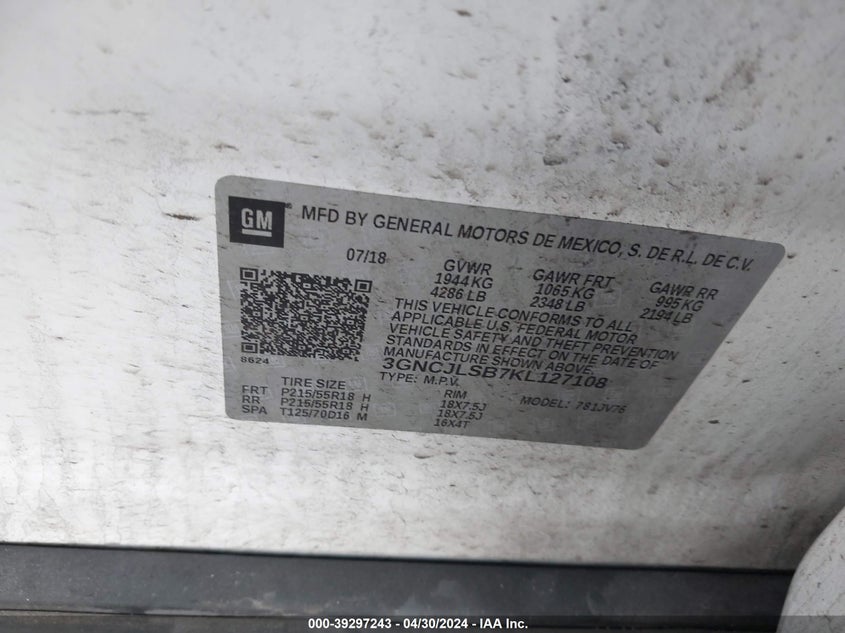 GM
MFD BY GENERAL MOTORS DE MEXICO, S. DE R.L. DE C.V.
07/18
GVWR GAWR FRT GAWR RR
1944 KG 1065 KG 995 KG
4286 LB 2348 LB 2194 LB
THIS VEHICLE CONFORMS TO ALL
APPLICABLE U.S. FEDERAL MOTOR
VEHICLE SAFETY AND THEFT PREVENTION
STANDARDS IN EFFECT ON THE DATE OF
MANUFACTURE SHOWN ABOVE.
8624
3GNCJLSB7KL127108
TYPE: M.P.V. MODEL: 781JV76
TIRE SIZE RIM
FRT P215/55R18 H 18X7.5J
RR P215/55R18 H 18X7.5J
SPA T125/70D16 M 16X4T
000-39297243 - 04/30/2024 - IAA Inc.